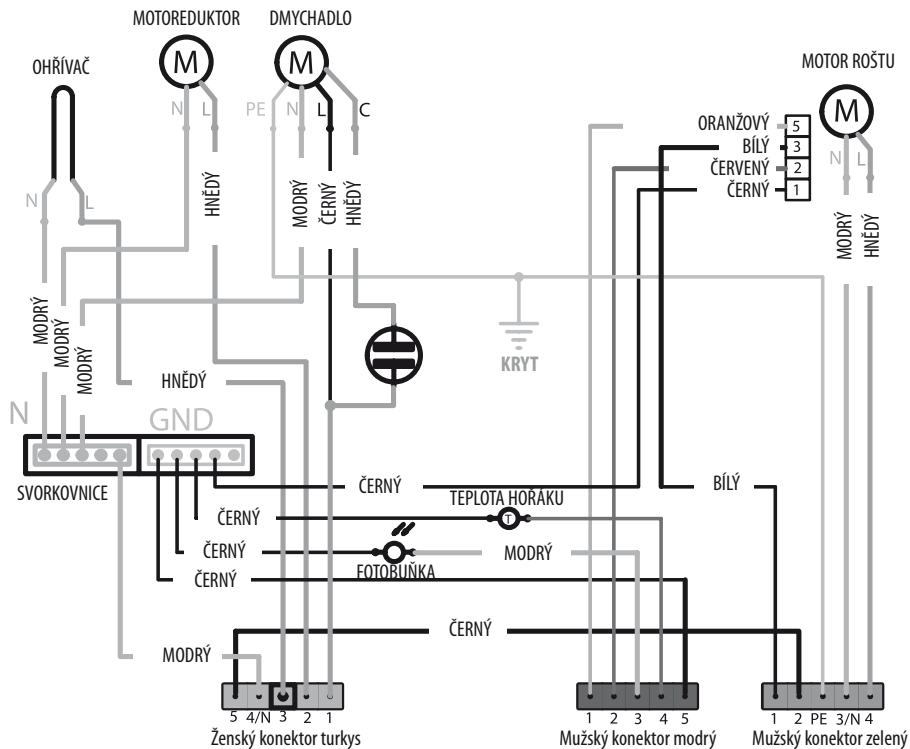 MOTOREDUKTOR
DMYCHADLO
OHŘÍVAČ
MOTOR ROŠTU
M
M
M
N
L
PE
N
L
C
ORANŽOVÝ 5
BÍLÝ 3
ČERVENÝ 2
ČERNÝ 1
N
L
N
L
HNĚDÝ
MODRÝ
ČERNÝ
HNĚDÝ
MODRÝ
HNĚDÝ
MODRÝ
MODRÝ
MODRÝ
KRYT
HNĚDÝ
N
GND
SVORKOVNICE
ČERNÝ
BÍLÝ
TEPLOTA HOŘÁKU
ČERNÝ
T
ČERNÝ
MODRÝ
FOTOBUŇKA
ČERNÝ
ČERNÝ
MODRÝ
5 4/N 3 2 1
1 2 3 4 5
1 2 PE 3/N 4
Ženský konektor turkys
Mužský konektor modrý
Mužský konektor zelený